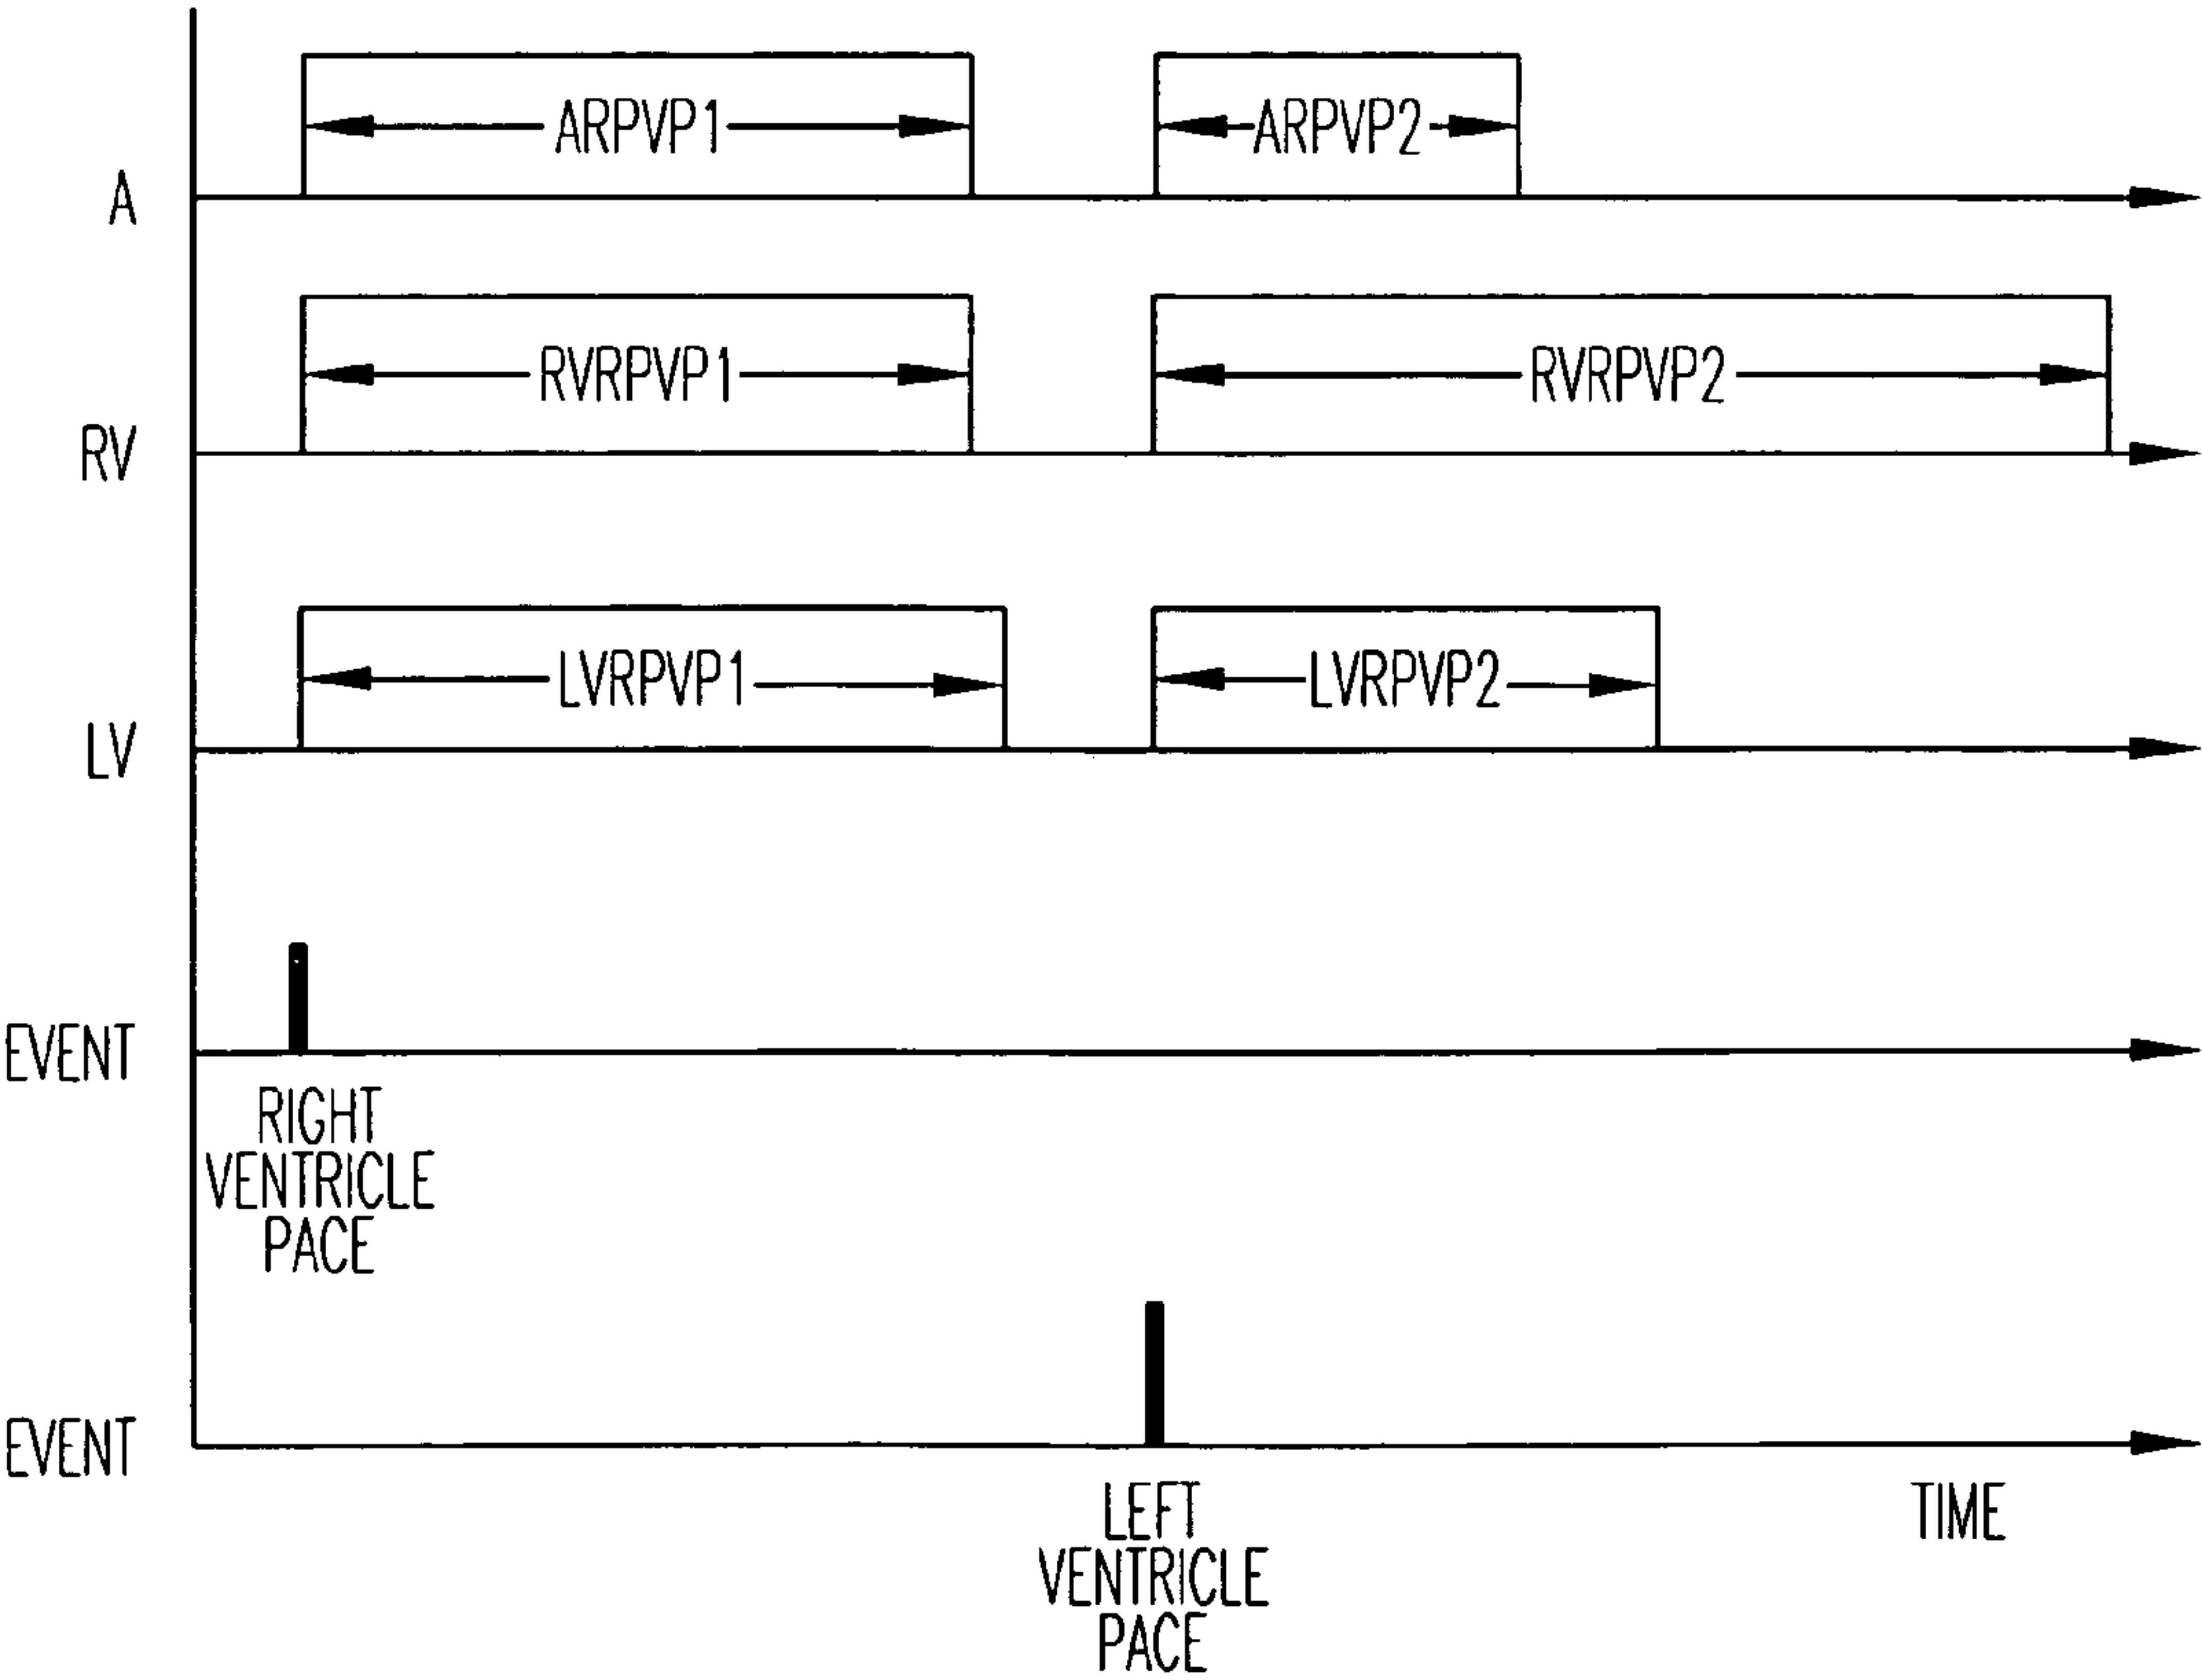 ARPVP1
ARPVP2
A
RVRPVP1
RVRPVP2
RV
LVRPVP1
LVRPVP2
LV
EVENT
RIGHT
VENTRICLE
PACE
EVENT
LEFT
VENTRICLE
PACE
TIME